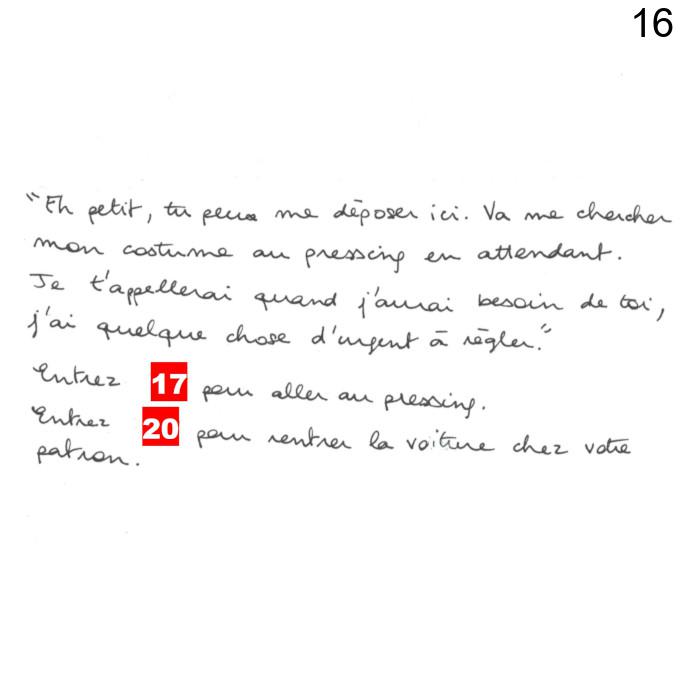 16
"Eh petit, tu peux me déposer ici. Va me chercher
mon costume au pressing en attendant.
Je t'appellerai quand j'aurai besoin de toi,
j'ai quelque chose d'urgent à régler."
Entrez 17 pour aller au pressing.
Entrez 20 pour rentrer la voiture chez votre
patron.